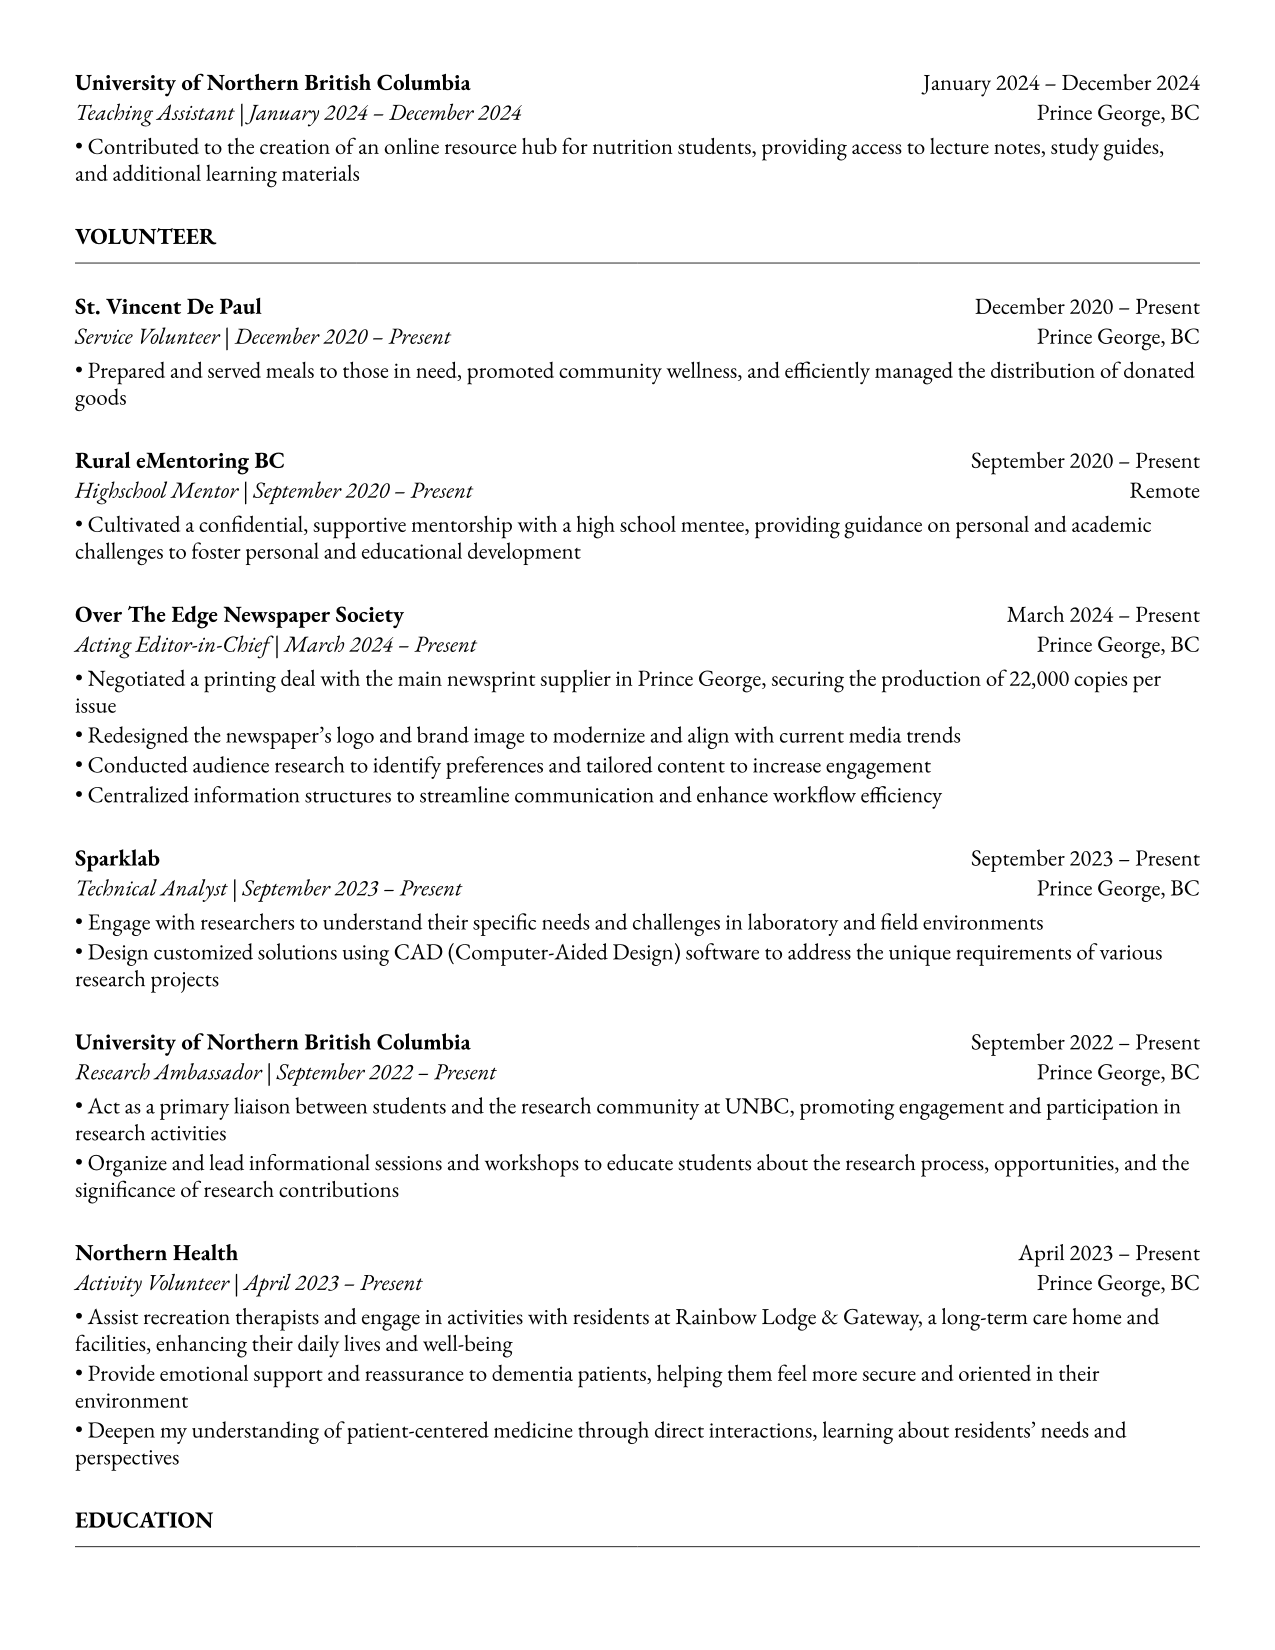 University of Northern British Columbia January 2024 – December 2024
Teaching Assistant | January 2024 – December 2024 Prince George, BC
• Contributed to the creation of an online resource hub for nutrition students, providing access to lecture notes, study guides,
and additional learning materials
VOLUNTEER
St. Vincent De Paul December 2020 – Present
Service Volunteer | December 2020 – Present Prince George, BC
• Prepared and served meals to those in need, promoted community wellness, and efficiently managed the distribution of donated
goods
Rural eMentoring BC September 2020 – Present
Highschool Mentor | September 2020 – Present Remote
• Cultivated a confidential, supportive mentorship with a high school mentee, providing guidance on personal and academic
challenges to foster personal and educational development
Over The Edge Newspaper Society March 2024 – Present
Acting Editor-in-Chief | March 2024 – Present Prince George, BC
• Negotiated a printing deal with the main newsprint supplier in Prince George, securing the production of 22,000 copies per
issue
• Redesigned the newspaper’s logo and brand image to modernize and align with current media trends
• Conducted audience research to identify preferences and tailored content to increase engagement
• Centralized information structures to streamline communication and enhance workflow efficiency
Sparklab September 2023 – Present
Technical Analyst | September 2023 – Present Prince George, BC
• Engage with researchers to understand their specific needs and challenges in laboratory and field environments
• Design customized solutions using CAD (Computer-Aided Design) software to address the unique requirements of various
research projects
University of Northern British Columbia September 2022 – Present
Research Ambassador | September 2022 – Present Prince George, BC
• Act as a primary liaison between students and the research community at UNBC, promoting engagement and participation in
research activities
• Organize and lead informational sessions and workshops to educate students about the research process, opportunities, and the
significance of research contributions
Northern Health April 2023 – Present
Activity Volunteer | April 2023 – Present Prince George, BC
• Assist recreation therapists and engage in activities with residents at Rainbow Lodge & Gateway, a long-term care home and
facilities, enhancing their daily lives and well-being
• Provide emotional support and reassurance to dementia patients, helping them feel more secure and oriented in their
environment
• Deepen my understanding of patient-centered medicine through direct interactions, learning about residents’ needs and
perspectives
EDUCATION